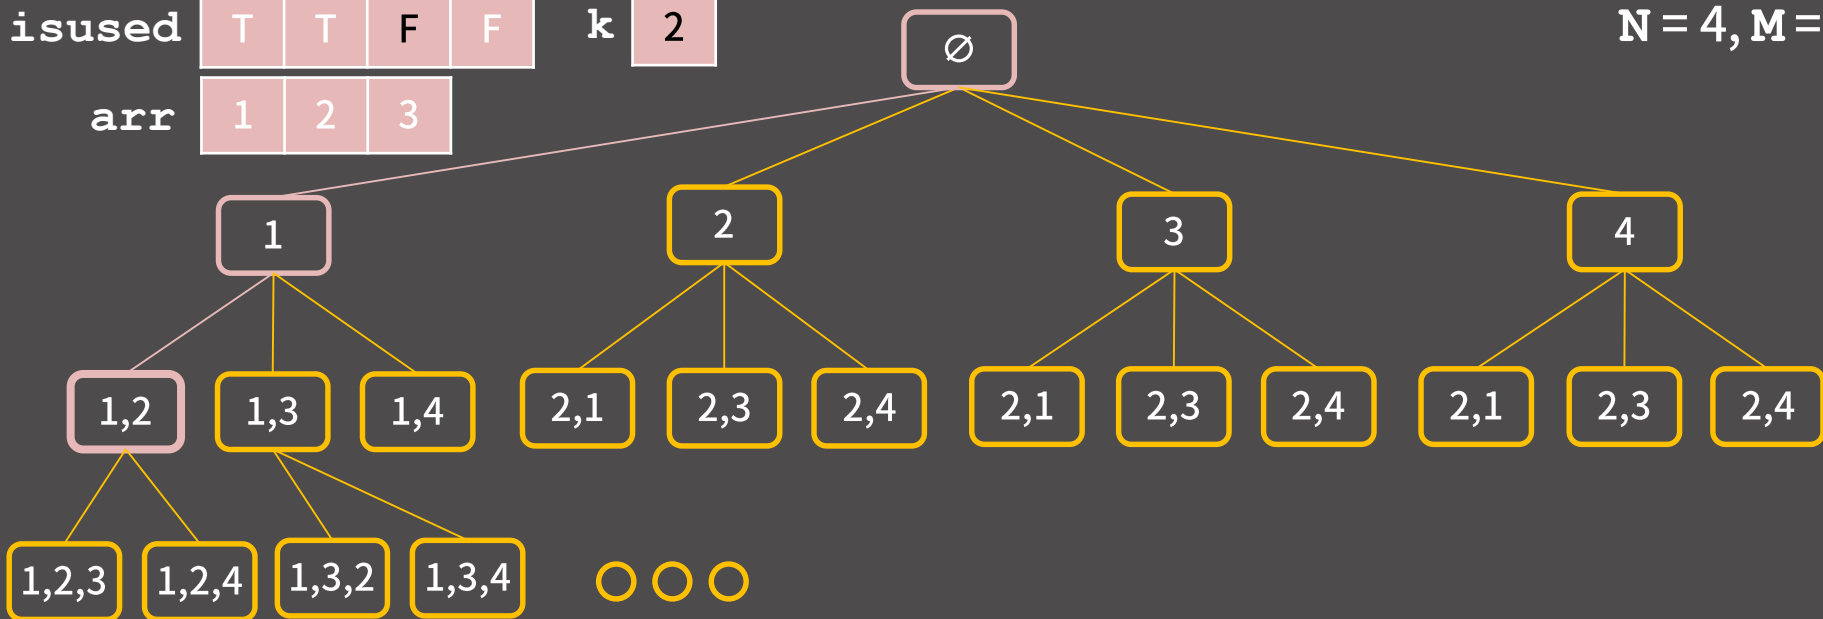 isused T T F F k 2 ∅ N = 4, M =
arr 1 2 3
1 2 3 4
1,2 1,3 1,4 2,1 2,3 2,4 2,1 2,3 2,4 2,1 2,3 2,4
1,2,3 1,2,4 1,3,2 1,3,4